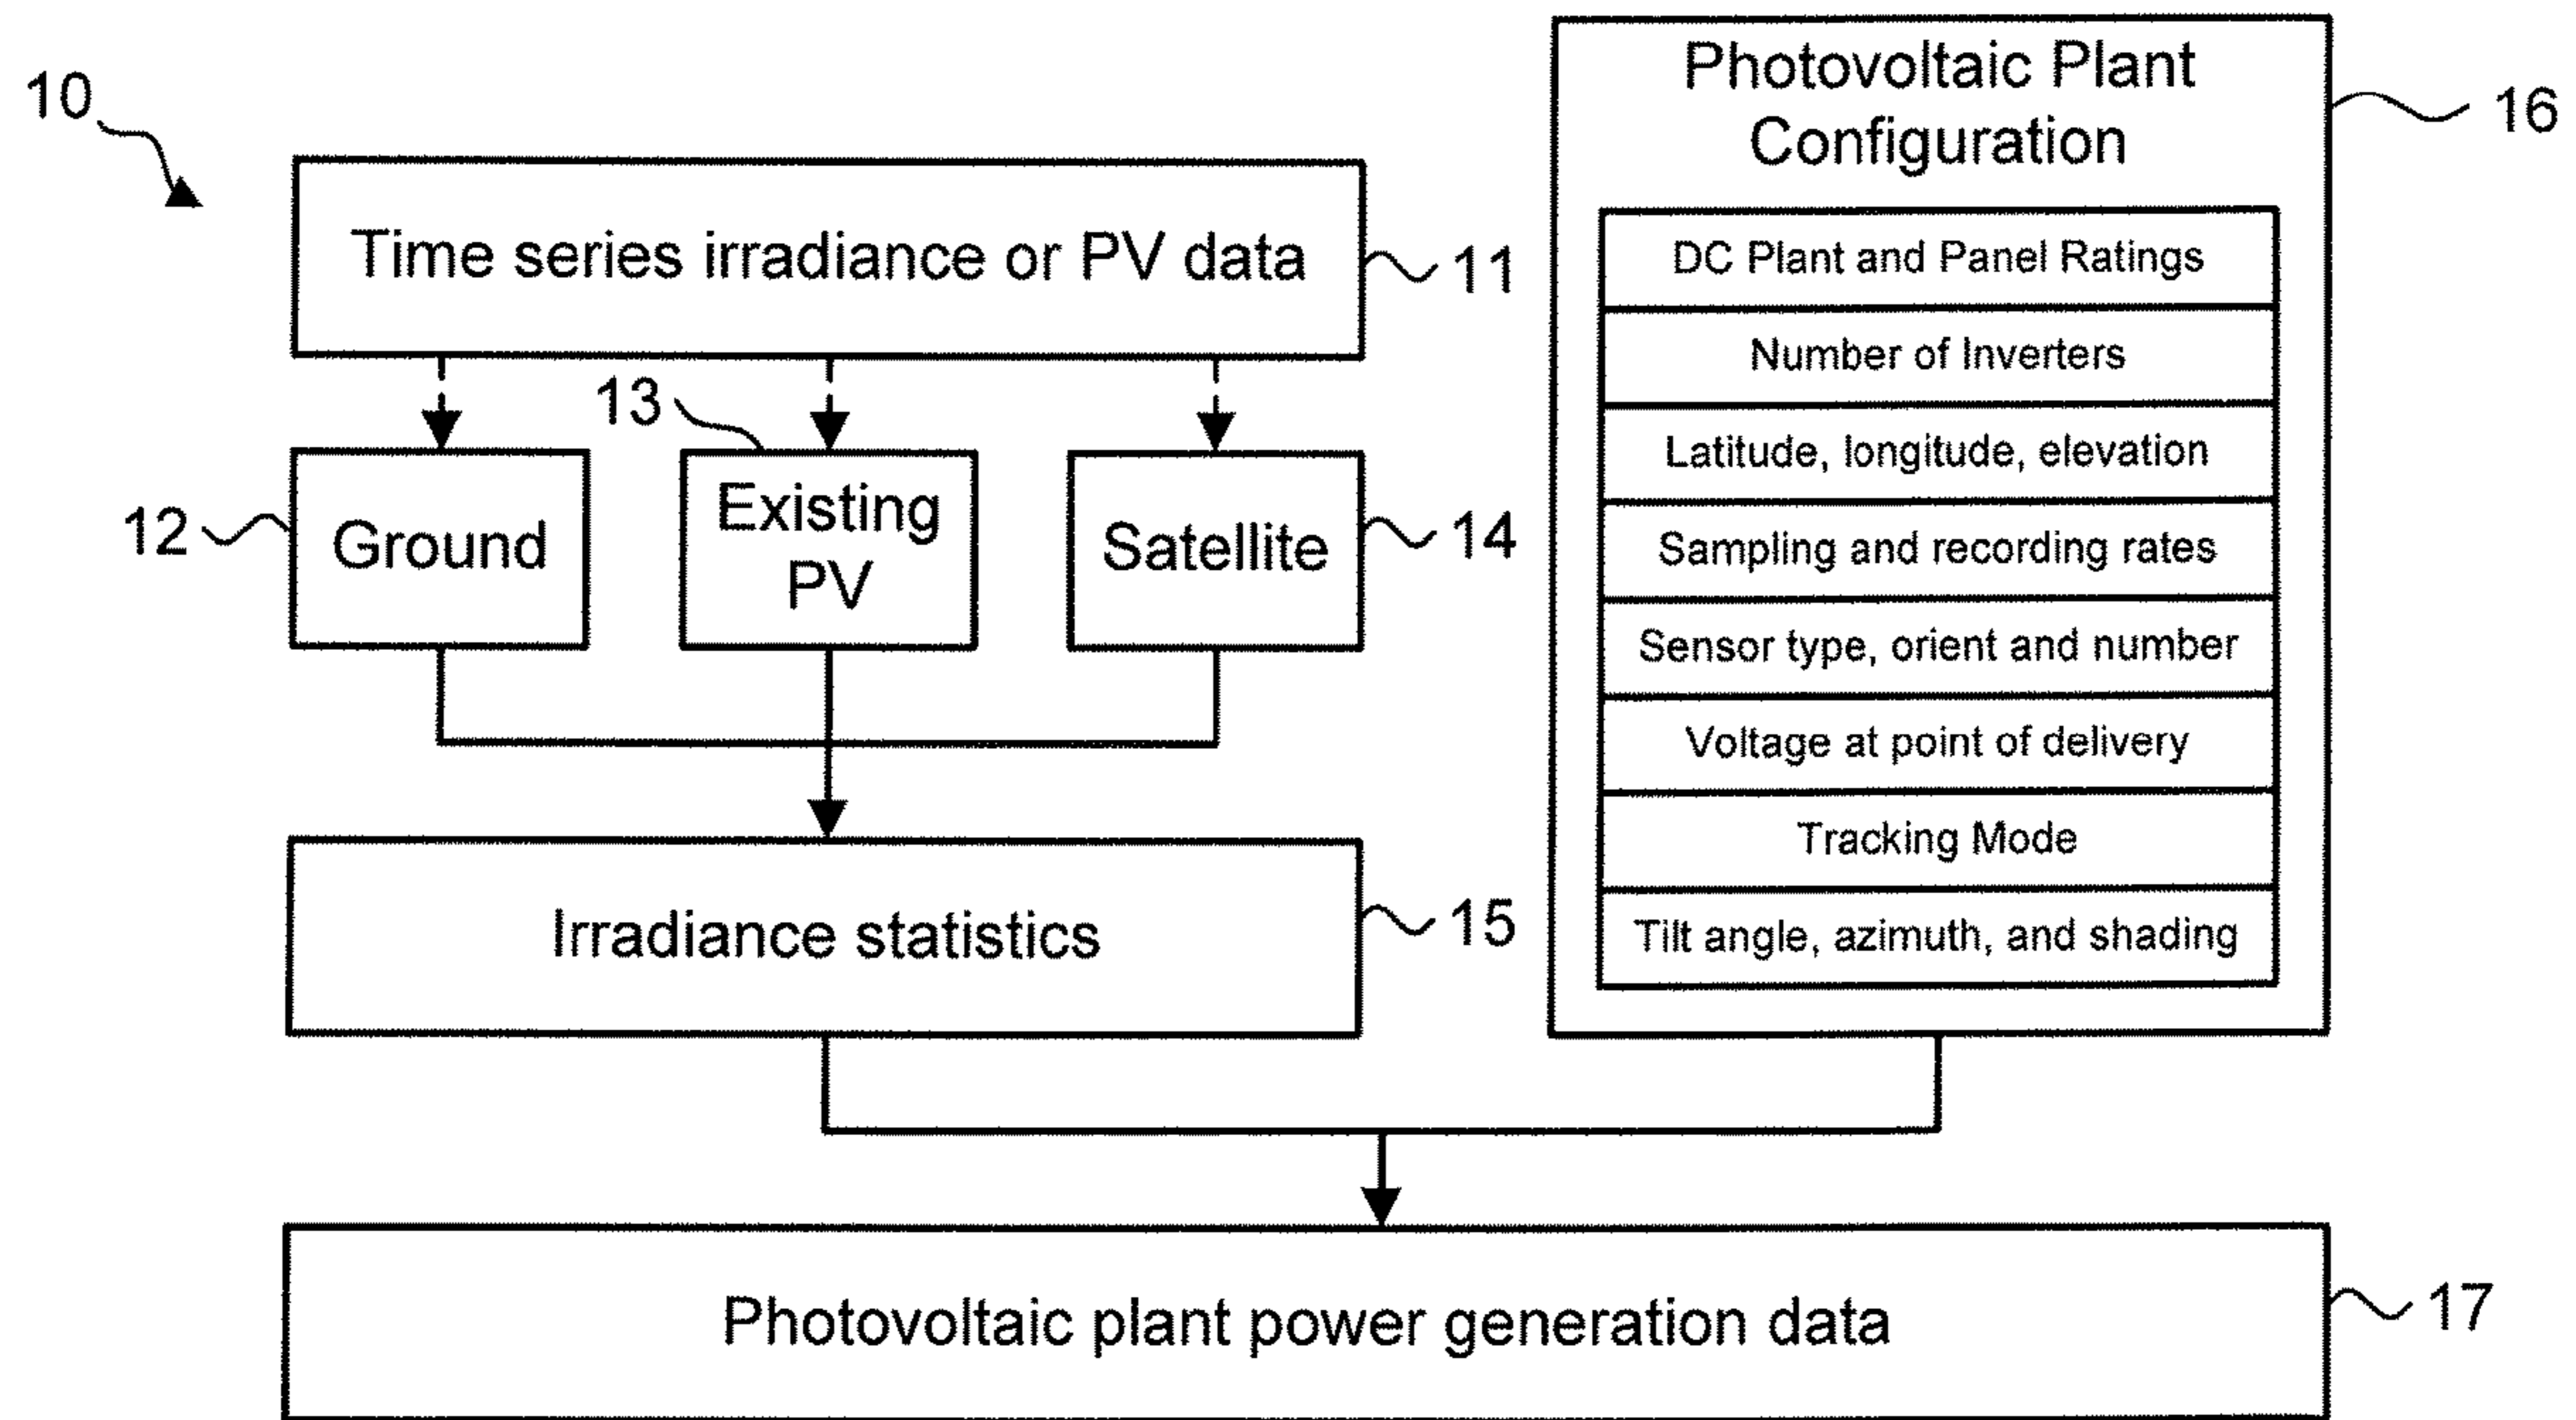 10
Time series irradiance or PV data
11
12
Ground
13
Existing
PV
Satellite
14
Irradiance statistics
15
Photovoltaic Plant
Configuration
16
DC Plant and Panel Ratings
Number of Inverters
Latitude, longitude, elevation
Sampling and recording rates
Sensor type, orient and number
Voltage at point of delivery
Tracking Mode
Tilt angle, azimuth, and shading
Photovoltaic plant power generation data
17